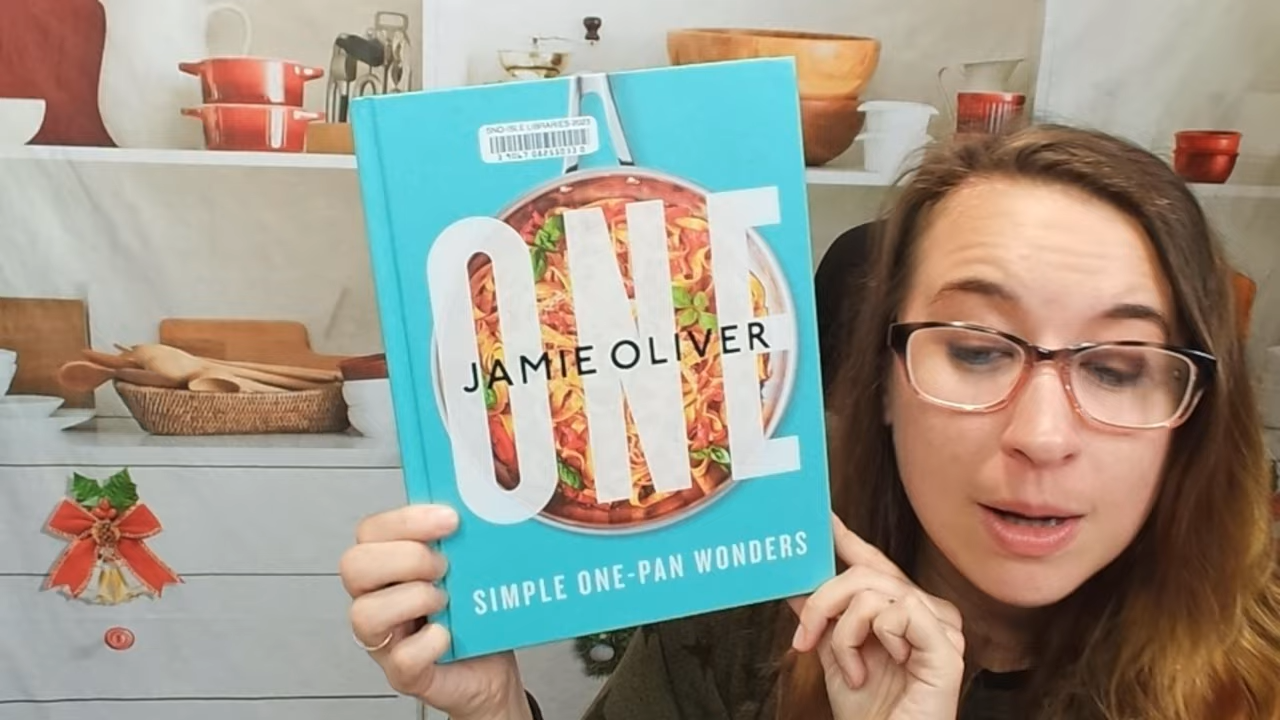 SNO-ISLE LIBRARIES 2023
ONE
JAMIE OLIVER
SIMPLE ONE-PAN WONDERS